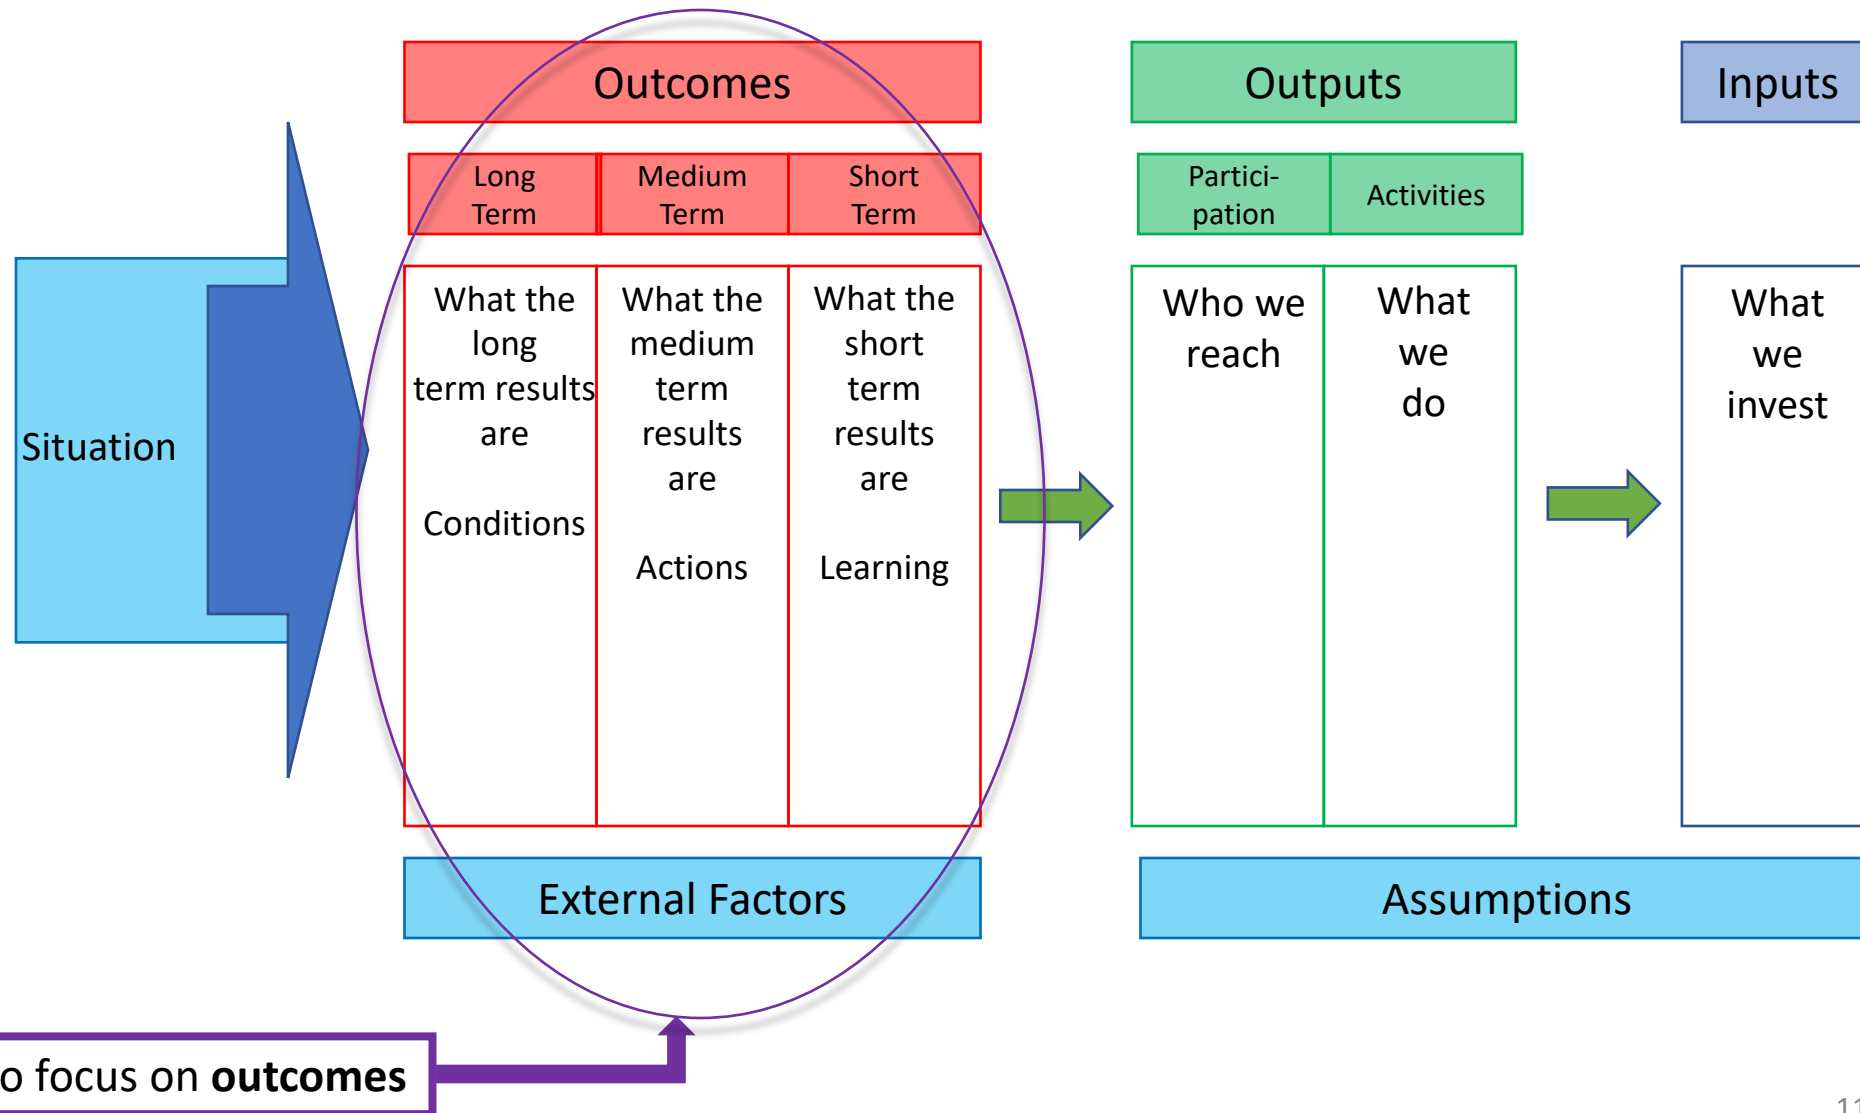 Outcomes
Outputs
Inputs
Long
Term
Medium
Term
Short
Term
Partici-
pation
Activities
Situation
What the
long
term results
are
Conditions
What the
medium
term
results
are
Actions
What the
short
term
results
are
Learning
Who we
reach
What
we
do
What
we
invest
External Factors
Assumptions
o focus on outcomes
11